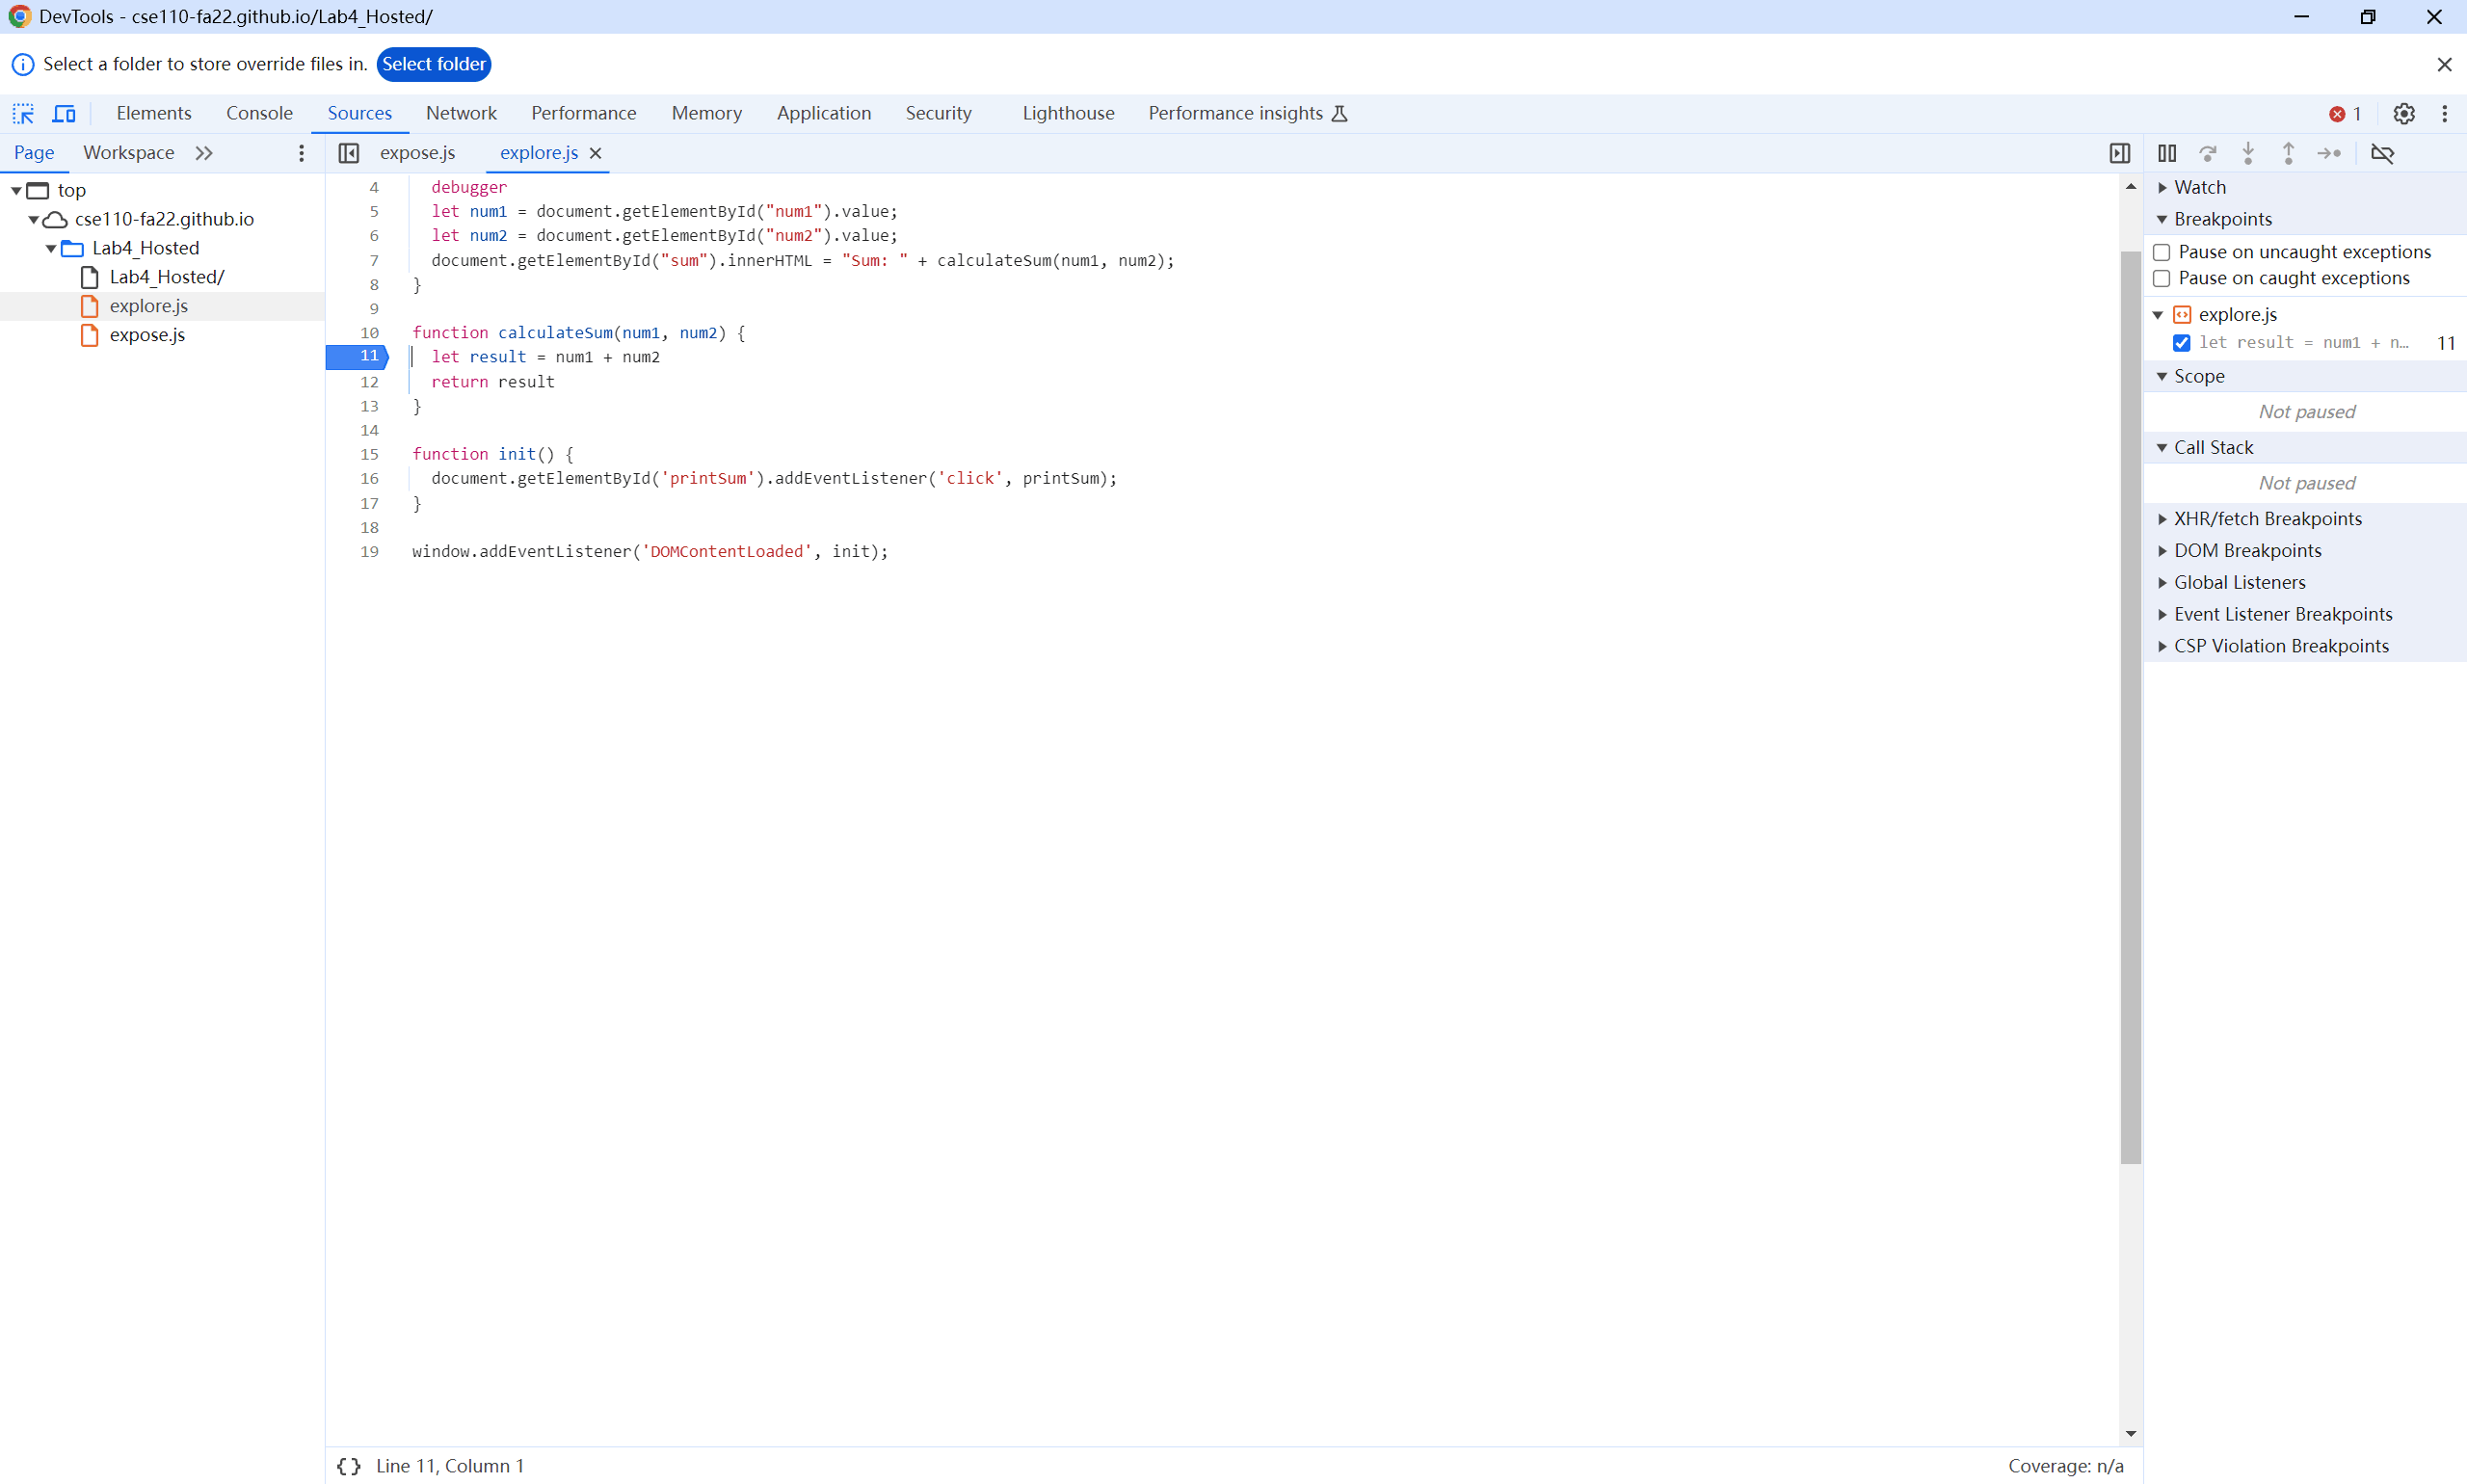 DevTools - cse110-fa22.github.io/Lab4_Hosted/
Select a folder to store override files in. Select folder
Elements Console Sources Network Performance Memory Application Security Lighthouse Performance insights 1
Page Workspace expose.js explore.js
top
cse110-fa22.github.io
Lab4_Hosted
Lab4_Hosted/
explore.js
expose.js
4 debugger
5 let num1 = document.getElementById("num1").value;
6 let num2 = document.getElementById("num2").value;
7 document.getElementById("sum").innerHTML = "Sum: " + calculateSum(num1, num2);
8 }
9
10 function calculateSum(num1, num2) {
11 let result = num1 + num2
12 return result
13 }
14
15 function init() {
16 document.getElementById('printSum').addEventListener('click', printSum);
17 }
18
19 window.addEventListener('DOMContentLoaded', init);
Watch
Breakpoints
Pause on uncaught exceptions
Pause on caught exceptions
explore.js
let result = num1 + n… 11
Scope
Not paused
Call Stack
Not paused
XHR/fetch Breakpoints
DOM Breakpoints
Global Listeners
Event Listener Breakpoints
CSP Violation Breakpoints
{} Line 11, Column 1
Coverage: n/a